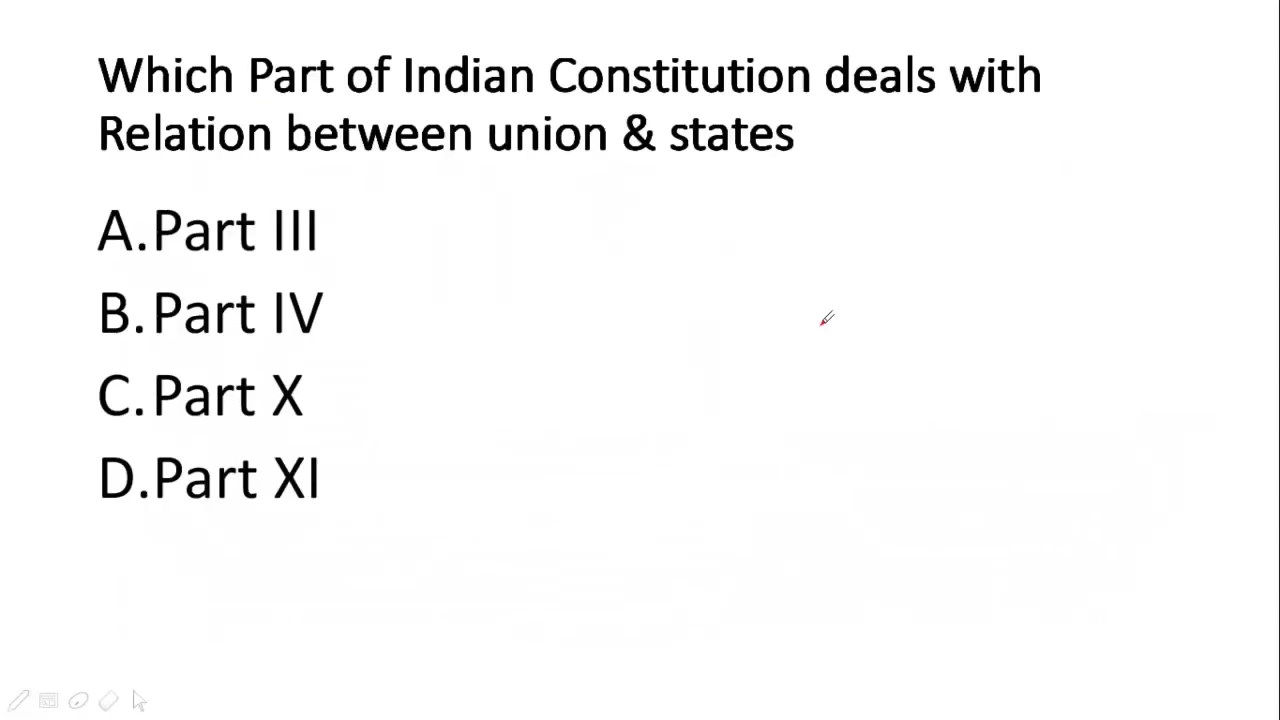 Which Part of Indian Constitution deals with
Relation between union & states
A.Part III
B.Part IV
C.Part X
D.Part XI